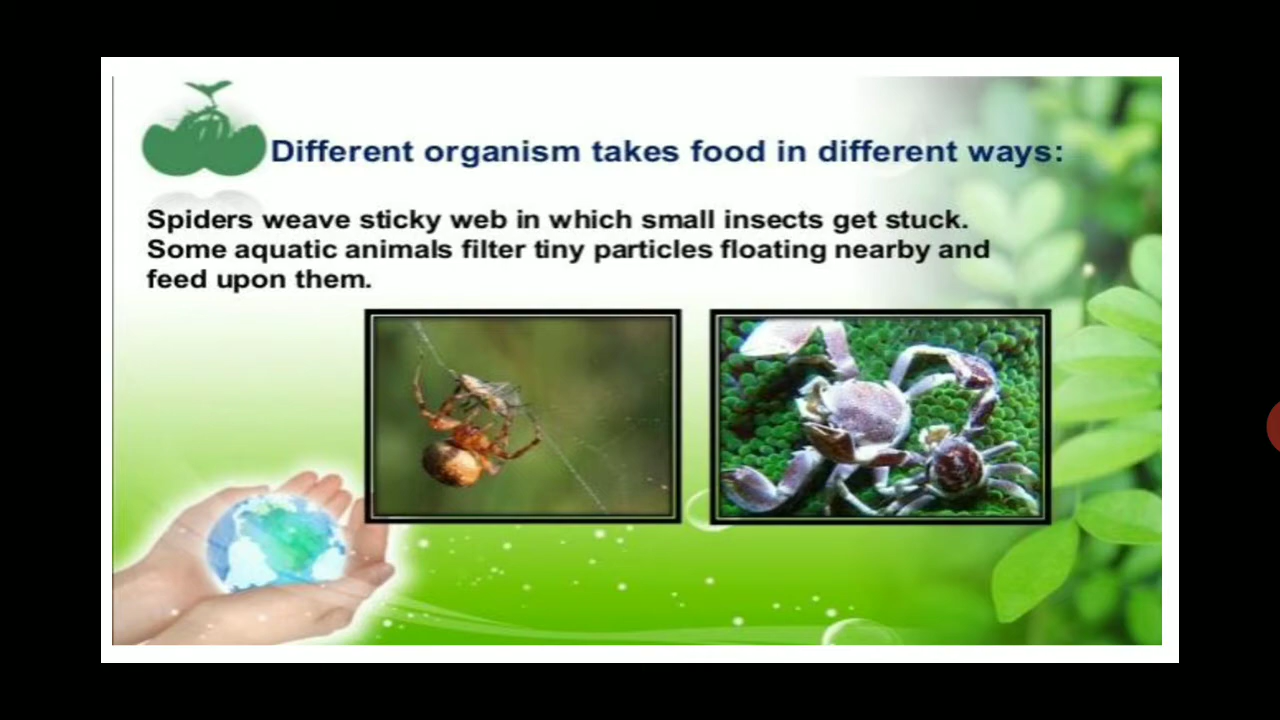 Different organism takes food in different ways:
Spiders weave sticky web in which small insects get stuck.
Some aquatic animals filter tiny particles floating nearby and
feed upon them.